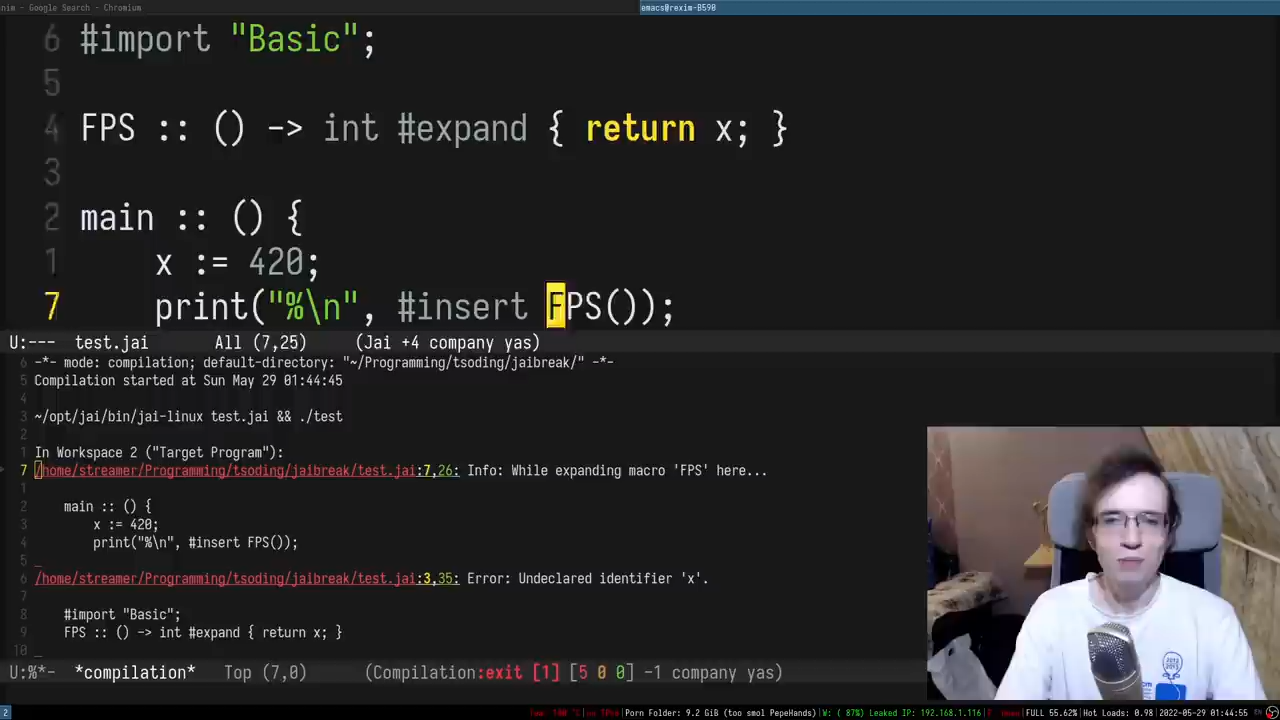 nim - Google Search - Chromium
emacs@rexim-B590
6 #import "Basic";
5
4 FPS :: () -> int #expand { return x; }
3
2 main :: () {
1 x := 420;
7 print("%\n", #insert FPS());
U:--- test.jai All (7,25) (Jai +4 company yas)
6 -*- mode: compilation; default-directory: "~/Programming/tsoding/jaibreak/" -*-
5 Compilation started at Sun May 29 01:44:45
4
3 ~/opt/jai/bin/jai-linux test.jai && ./test
2
1 In Workspace 2 ("Target Program"):
7 /home/streamer/Programming/tsoding/jaibreak/test.jai:7,26: Info: While expanding macro 'FPS' here...
1
2 main :: () {
3 x := 420;
4 print("%\n", #insert FPS());
5
6 /home/streamer/Programming/tsoding/jaibreak/test.jai:3,35: Error: Undeclared identifier 'x'.
7
8 #import "Basic";
9 FPS :: () -> int #expand { return x; }
10
U:%*- *compilation* Top (7,0) (Compilation:exit [1] [5 0 0] -1 company yas)
2
Porn Folder: 9.2 GiB (too smol PepeHands) W: ( 87%) Leaked IP: 192.168.1.116 FULL 55.62% Hot Loads: 0.98 2022-05-29 01:44:55